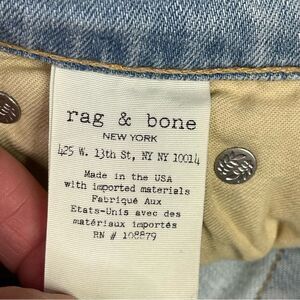 rag & bone
NEW YORK
425 W. 13th St, NY NY 10014
Made in the USA
with imported materials
Fabriqué Aux
Etats-Unis avec des
matériaux importés
RN # 108879